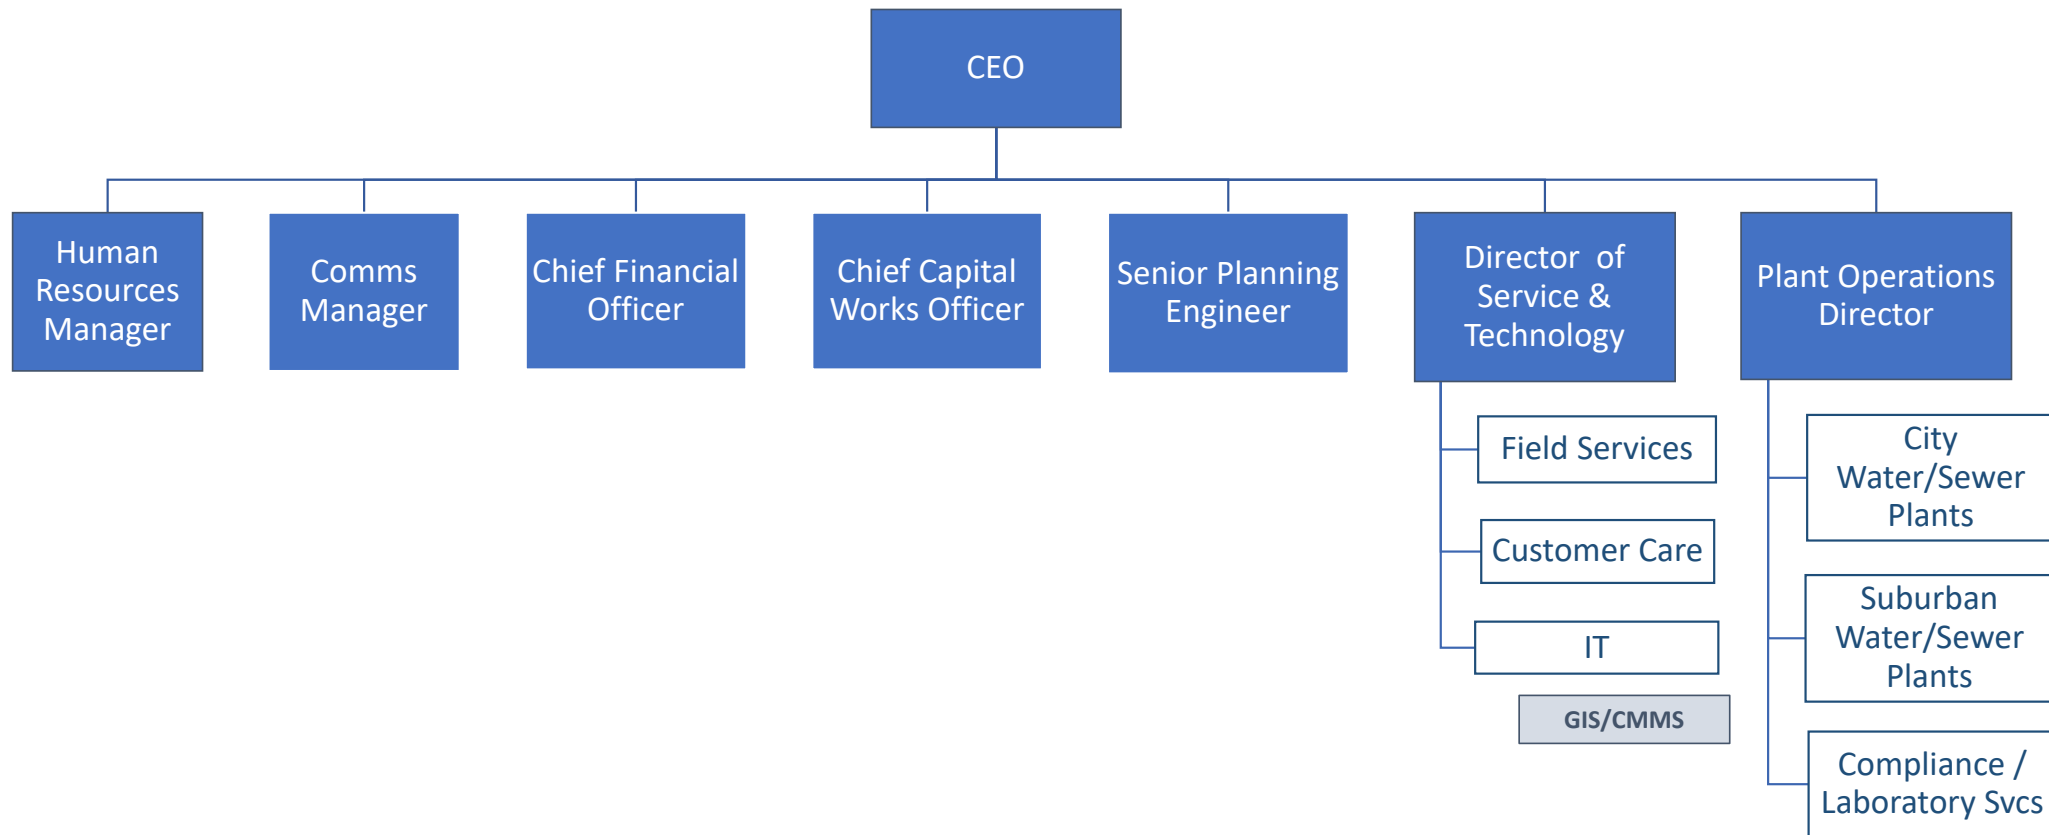 CEO
Human
Resources
Manager
Comms
Manager
Chief Financial
Officer
Chief Capital
Works Officer
Senior Planning
Engineer
Director of
Service &
Technology
Plant Operations
Director
Field Services
Customer Care
IT
GIS/CMMS
City
Water/Sewer
Plants
Suburban
Water/Sewer
Plants
Compliance /
Laboratory Svcs